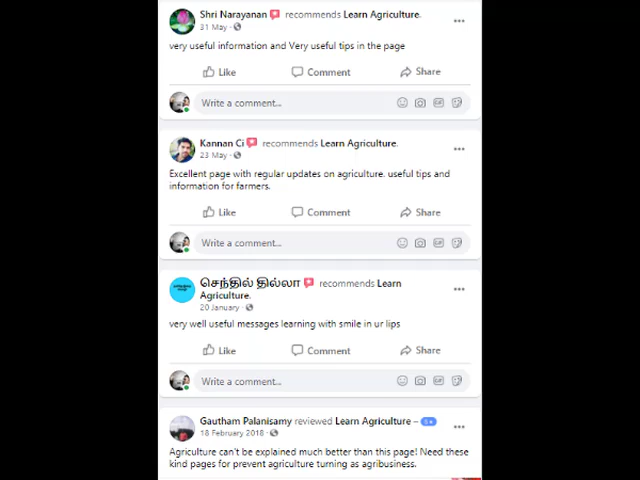 Shri Narayanan recommends Learn Agriculture.
31 May ·
very useful information and Very useful tips in the page
Like Comment Share
Write a comment...
Kannan Ci recommends Learn Agriculture.
23 May ·
Excellent page with regular updates on agriculture. useful tips and
information for farmers.
Like Comment Share
Write a comment...
செந்தில் தில்லா recommends Learn
Agriculture.
20 January ·
very well useful messages learning with smile in ur lips
Like Comment Share
Write a comment...
Gautham Palanisamy reviewed Learn Agriculture – 5★
18 February 2018 ·
Agriculture can't be explained much better than this page! Need these
kind pages for prevent agriculture turning as agribusiness.